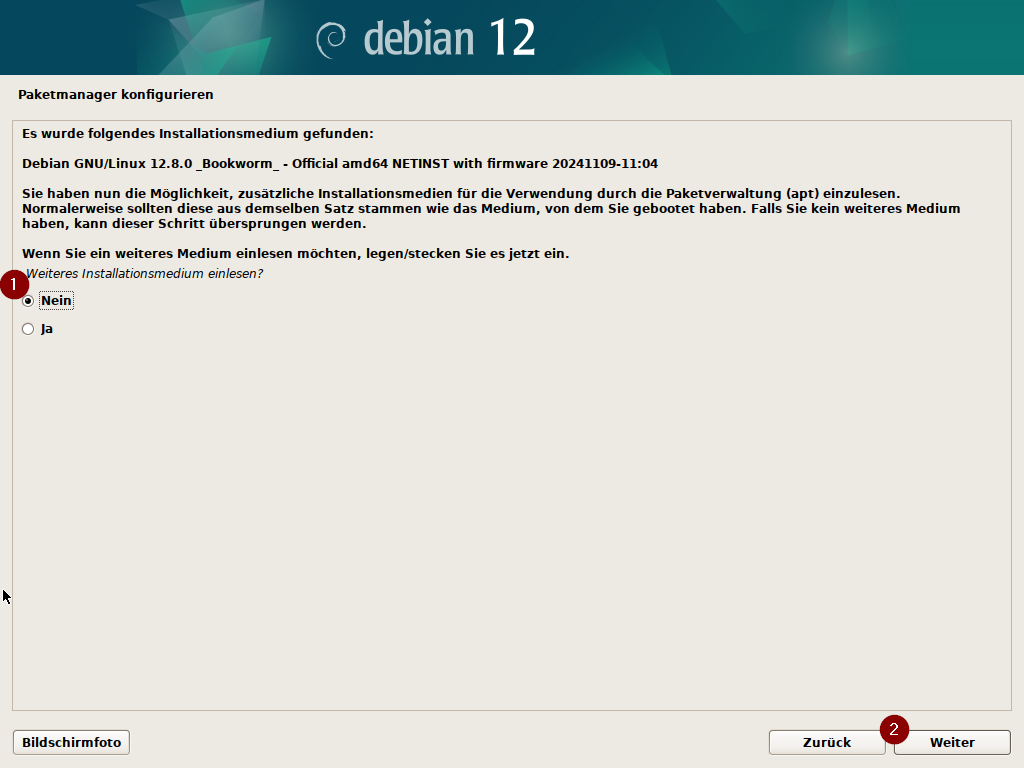 debian 12
Paketmanager konfigurieren
Es wurde folgendes Installationsmedium gefunden:
Debian GNU/Linux 12.8.0 _Bookworm_ - Official amd64 NETINST with firmware 20241109-11:04
Sie haben nun die Möglichkeit, zusätzliche Installationsmedien für die Verwendung durch die Paketverwaltung (apt) einzulesen.
Normalerweise sollten diese aus demselben Satz stammen wie das Medium, von dem Sie gebootet haben. Falls Sie kein weiteres Medium
haben, kann dieser Schritt übersprungen werden.
Wenn Sie ein weiteres Medium einlesen möchten, legen/stecken Sie es jetzt ein.
Weiteres Installationsmedium einlesen?
1
Nein
Ja
Bildschirmfoto
Zurück
2
Weiter